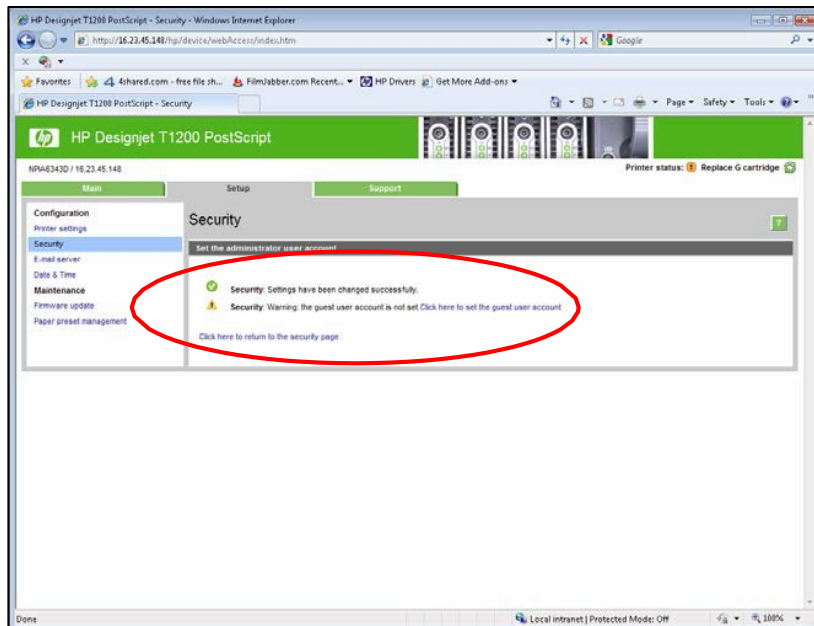 HP Designjet T1200 PostScript - Security - Windows Internet Explorer
http://16.23.45.148/hp/device/webAccess/index.htm
Google
Favorites 4shared.com - free file sh... FilmJabber.com Recent... HP Drivers Get More Add-ons
HP Designjet T1200 PostScript - Security
Page Safety Tools
hp HP Designjet T1200 PostScript
NPIA6343D / 16.23.45.148
Printer status: Replace G cartridge
Main Setup Support
Configuration
Printer settings
Security
E-mail server
Date & Time
Maintenance
Firmware update
Paper preset management
Security
?
Set the administrator user account
Security: Settings have been changed successfully.
Security: Warning: the guest user account is not set Click here to set the guest user account
Click here to return to the security page
Done
Local intranet | Protected Mode: Off
100%